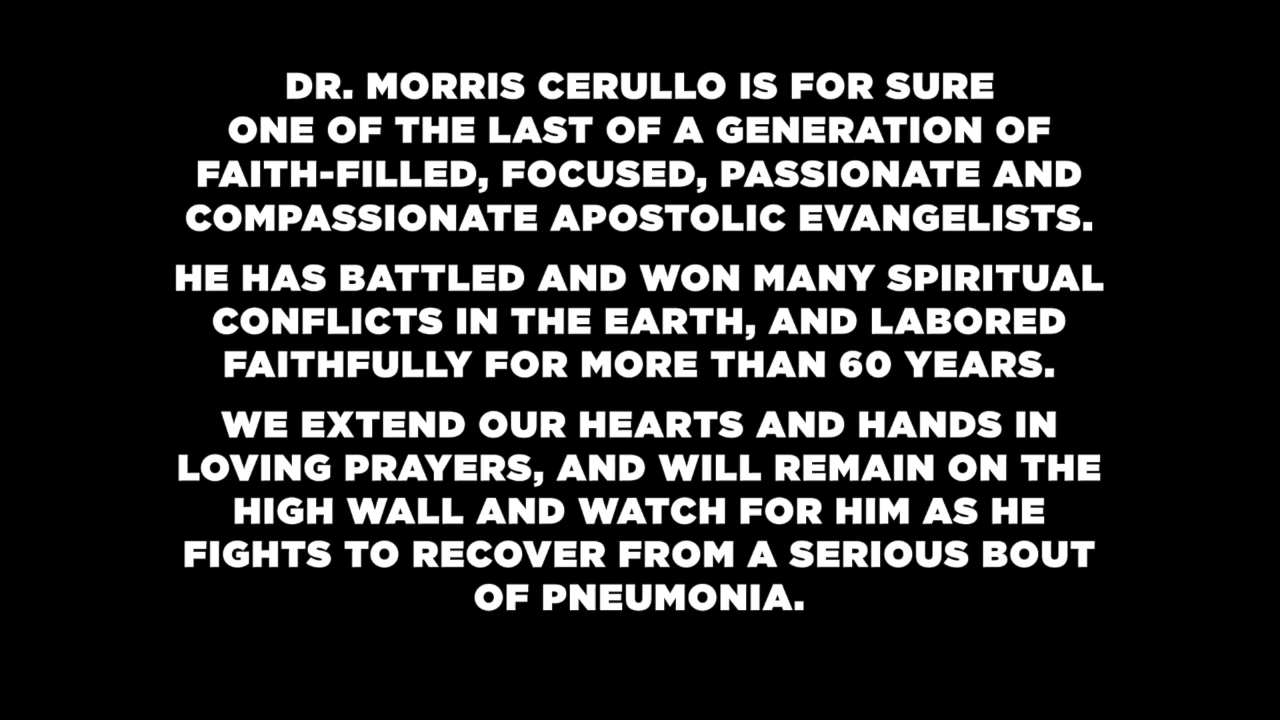 DR. MORRIS CERULLO IS FOR SURE
ONE OF THE LAST OF A GENERATION OF
FAITH-FILLED, FOCUSED, PASSIONATE AND
COMPASSIONATE APOSTOLIC EVANGELISTS.
HE HAS BATTLED AND WON MANY SPIRITUAL
CONFLICTS IN THE EARTH, AND LABORED
FAITHFULLY FOR MORE THAN 60 YEARS.
WE EXTEND OUR HEARTS AND HANDS IN
LOVING PRAYERS, AND WILL REMAIN ON THE
HIGH WALL AND WATCH FOR HIM AS HE
FIGHTS TO RECOVER FROM A SERIOUS BOUT
OF PNEUMONIA.